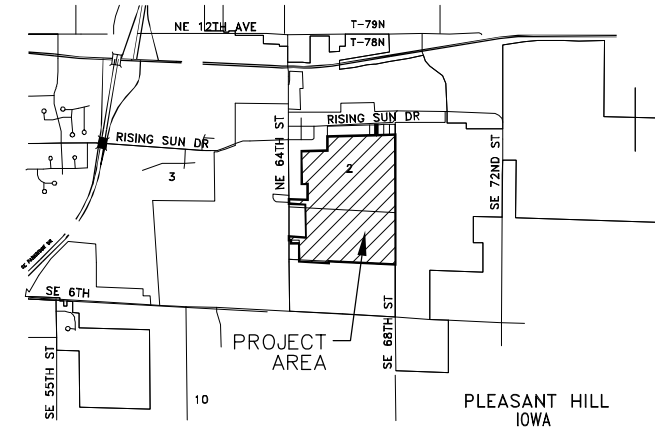 NE 12TH AVE
T-79N
T-78N
RISING SUN DR
RISING SUN DR
NE 64TH ST
SE 72ND ST
3
2
SE 6TH
PROJECT
AREA
SE 68TH ST
SE 55TH ST
10
PLEASANT HILL
IOWA